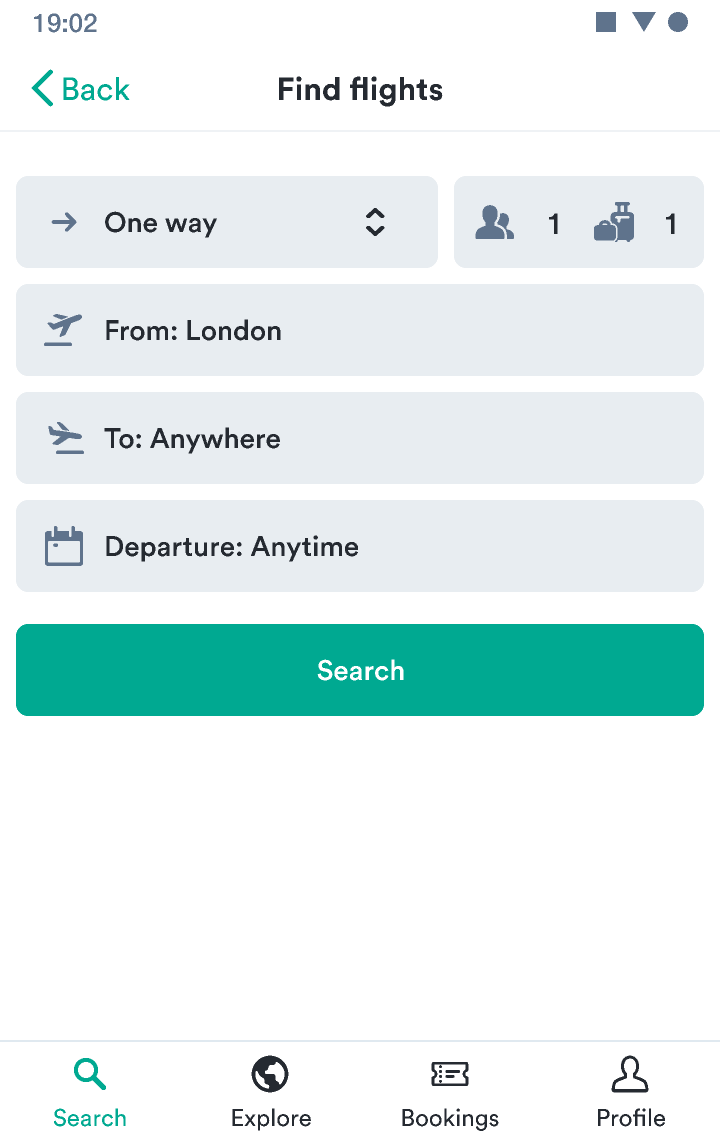 19:02
Back
Find flights
One way
1
1
From: London
To: Anywhere
Departure: Anytime
Search
Search
Explore
Bookings
Profile